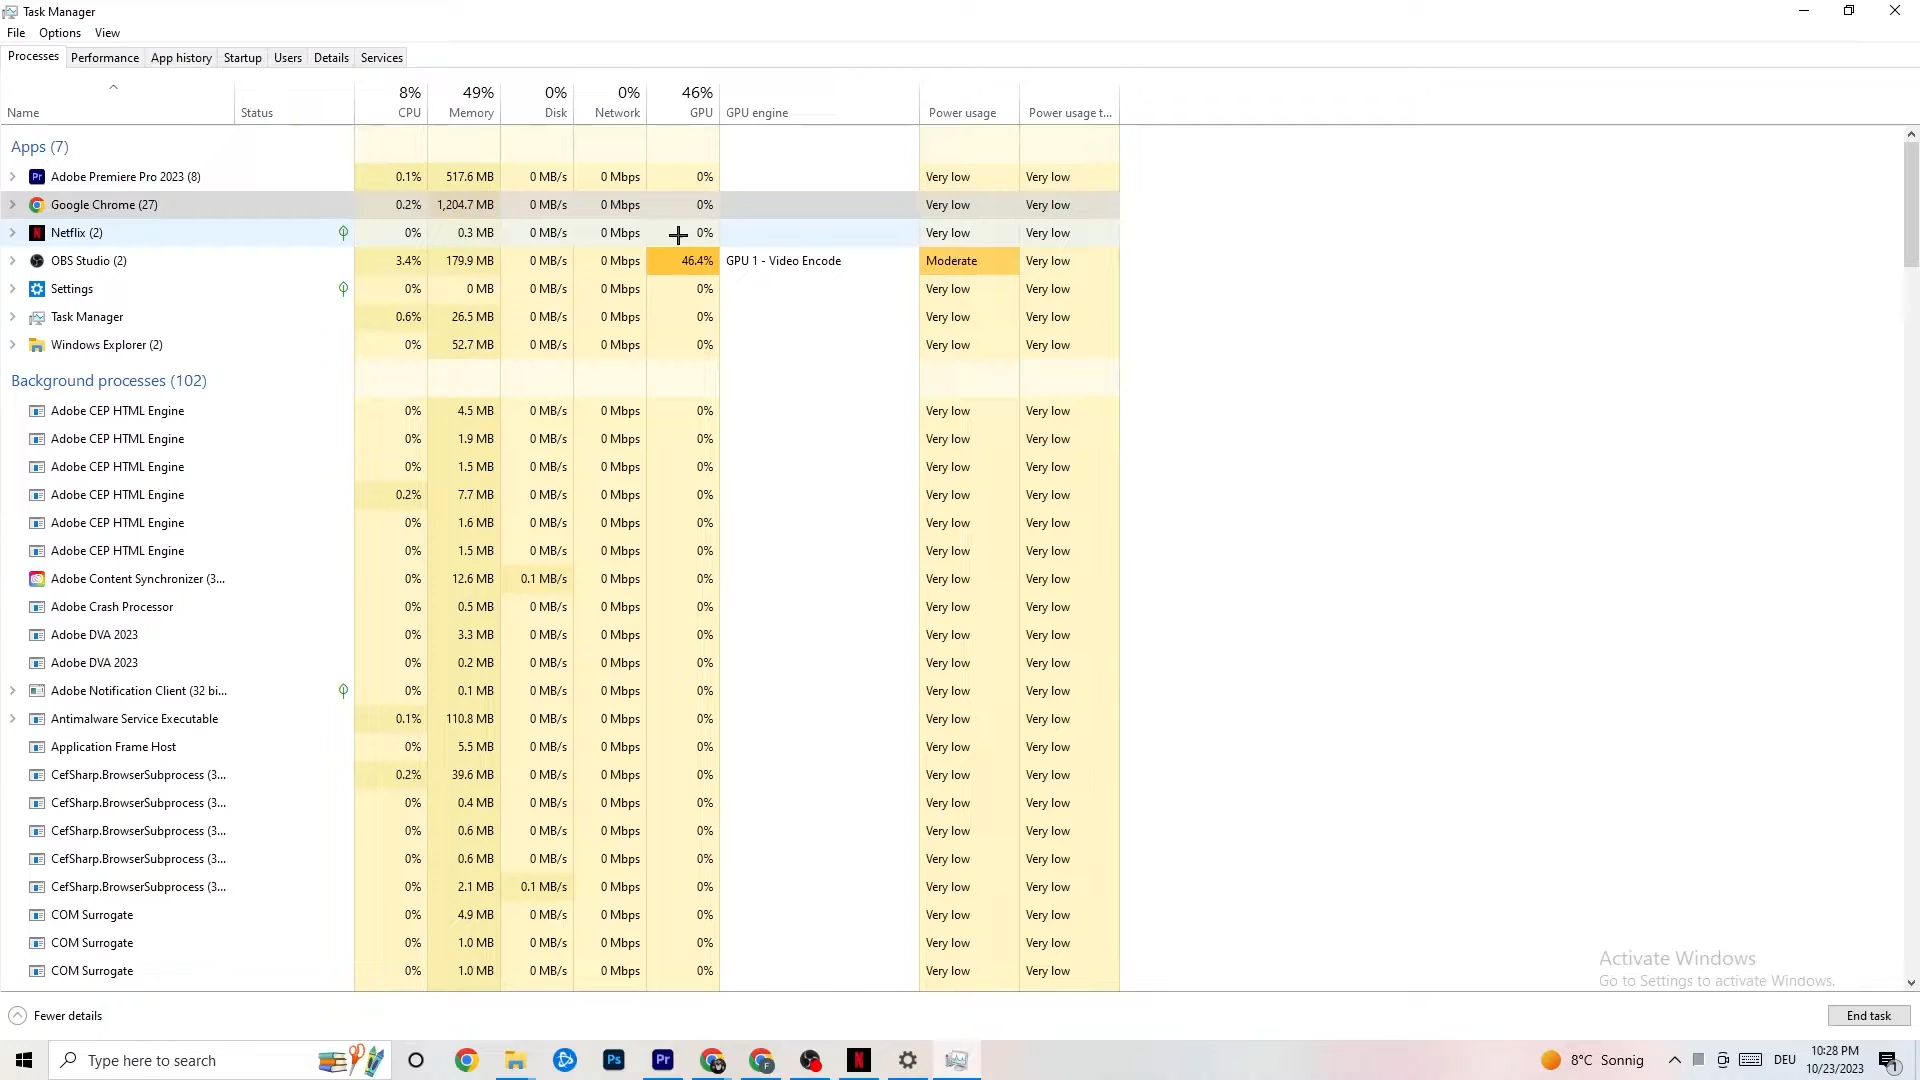 Task Manager
File Options View
Processes Performance App history Startup Users Details Services
8% 49% 0% 0% 46%
Name Status CPU Memory Disk Network GPU GPU engine Power usage Power usage t...
Apps (7)
Adobe Premiere Pro 2023 (8) 0.1% 517.6 MB 0 MB/s 0 Mbps 0% Very low Very low
Google Chrome (27) 0.2% 1,204.7 MB 0 MB/s 0 Mbps 0% Very low Very low
Netflix (2) 0% 0.3 MB 0 MB/s 0 Mbps 0% Very low Very low
OBS Studio (2) 3.4% 179.9 MB 0 MB/s 0 Mbps 46.4% GPU 1 - Video Encode Moderate Very low
Settings 0% 0 MB 0 MB/s 0 Mbps 0% Very low Very low
Task Manager 0.6% 26.5 MB 0 MB/s 0 Mbps 0% Very low Very low
Windows Explorer (2) 0% 52.7 MB 0 MB/s 0 Mbps 0% Very low Very low
Background processes (102)
Adobe CEP HTML Engine 0% 4.5 MB 0 MB/s 0 Mbps 0% Very low Very low
Adobe CEP HTML Engine 0% 1.9 MB 0 MB/s 0 Mbps 0% Very low Very low
Adobe CEP HTML Engine 0% 1.5 MB 0 MB/s 0 Mbps 0% Very low Very low
Adobe CEP HTML Engine 0.2% 7.7 MB 0 MB/s 0 Mbps 0% Very low Very low
Adobe CEP HTML Engine 0% 1.6 MB 0 MB/s 0 Mbps 0% Very low Very low
Adobe CEP HTML Engine 0% 1.5 MB 0 MB/s 0 Mbps 0% Very low Very low
Adobe Content Synchronizer (3... 0% 12.6 MB 0.1 MB/s 0 Mbps 0% Very low Very low
Adobe Crash Processor 0% 0.5 MB 0 MB/s 0 Mbps 0% Very low Very low
Adobe DVA 2023 0% 3.3 MB 0 MB/s 0 Mbps 0% Very low Very low
Adobe DVA 2023 0% 0.2 MB 0 MB/s 0 Mbps 0% Very low Very low
Adobe Notification Client (32 bi... 0% 0.1 MB 0 MB/s 0 Mbps 0% Very low Very low
Antimalware Service Executable 0.1% 110.8 MB 0 MB/s 0 Mbps 0% Very low Very low
Application Frame Host 0% 5.5 MB 0 MB/s 0 Mbps 0% Very low Very low
CefSharp.BrowserSubprocess (3... 0.2% 39.6 MB 0 MB/s 0 Mbps 0% Very low Very low
CefSharp.BrowserSubprocess (3... 0% 0.4 MB 0 MB/s 0 Mbps 0% Very low Very low
CefSharp.BrowserSubprocess (3... 0% 0.6 MB 0 MB/s 0 Mbps 0% Very low Very low
CefSharp.BrowserSubprocess (3... 0% 0.6 MB 0 MB/s 0 Mbps 0% Very low Very low
CefSharp.BrowserSubprocess (3... 0% 2.1 MB 0.1 MB/s 0 Mbps 0% Very low Very low
COM Surrogate 0% 4.9 MB 0 MB/s 0 Mbps 0% Very low Very low
COM Surrogate 0% 1.0 MB 0 MB/s 0 Mbps 0% Very low Very low
COM Surrogate 0% 1.0 MB 0 MB/s 0 Mbps 0% Very low Very low
Activate Windows
Go to Settings to activate Windows.
Fewer details End task
Type here to search Ps Pr F N 8°C Sonnig DEU 10:28 PM
10/23/2023 1